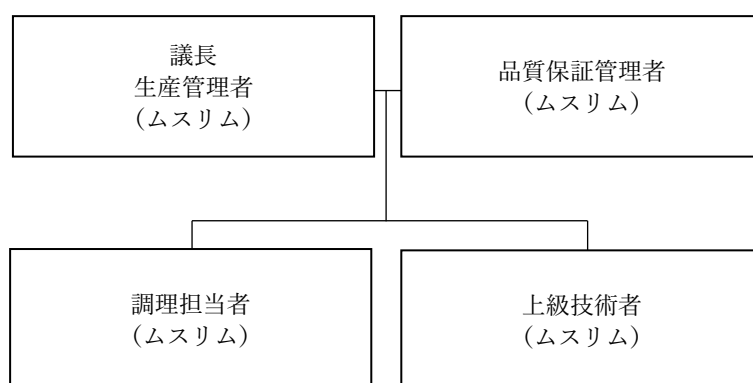 議長
生産管理者
（ムスリム）
品質保証管理者
（ムスリム）
調理担当者
（ムスリム）
上級技術者
（ムスリム）